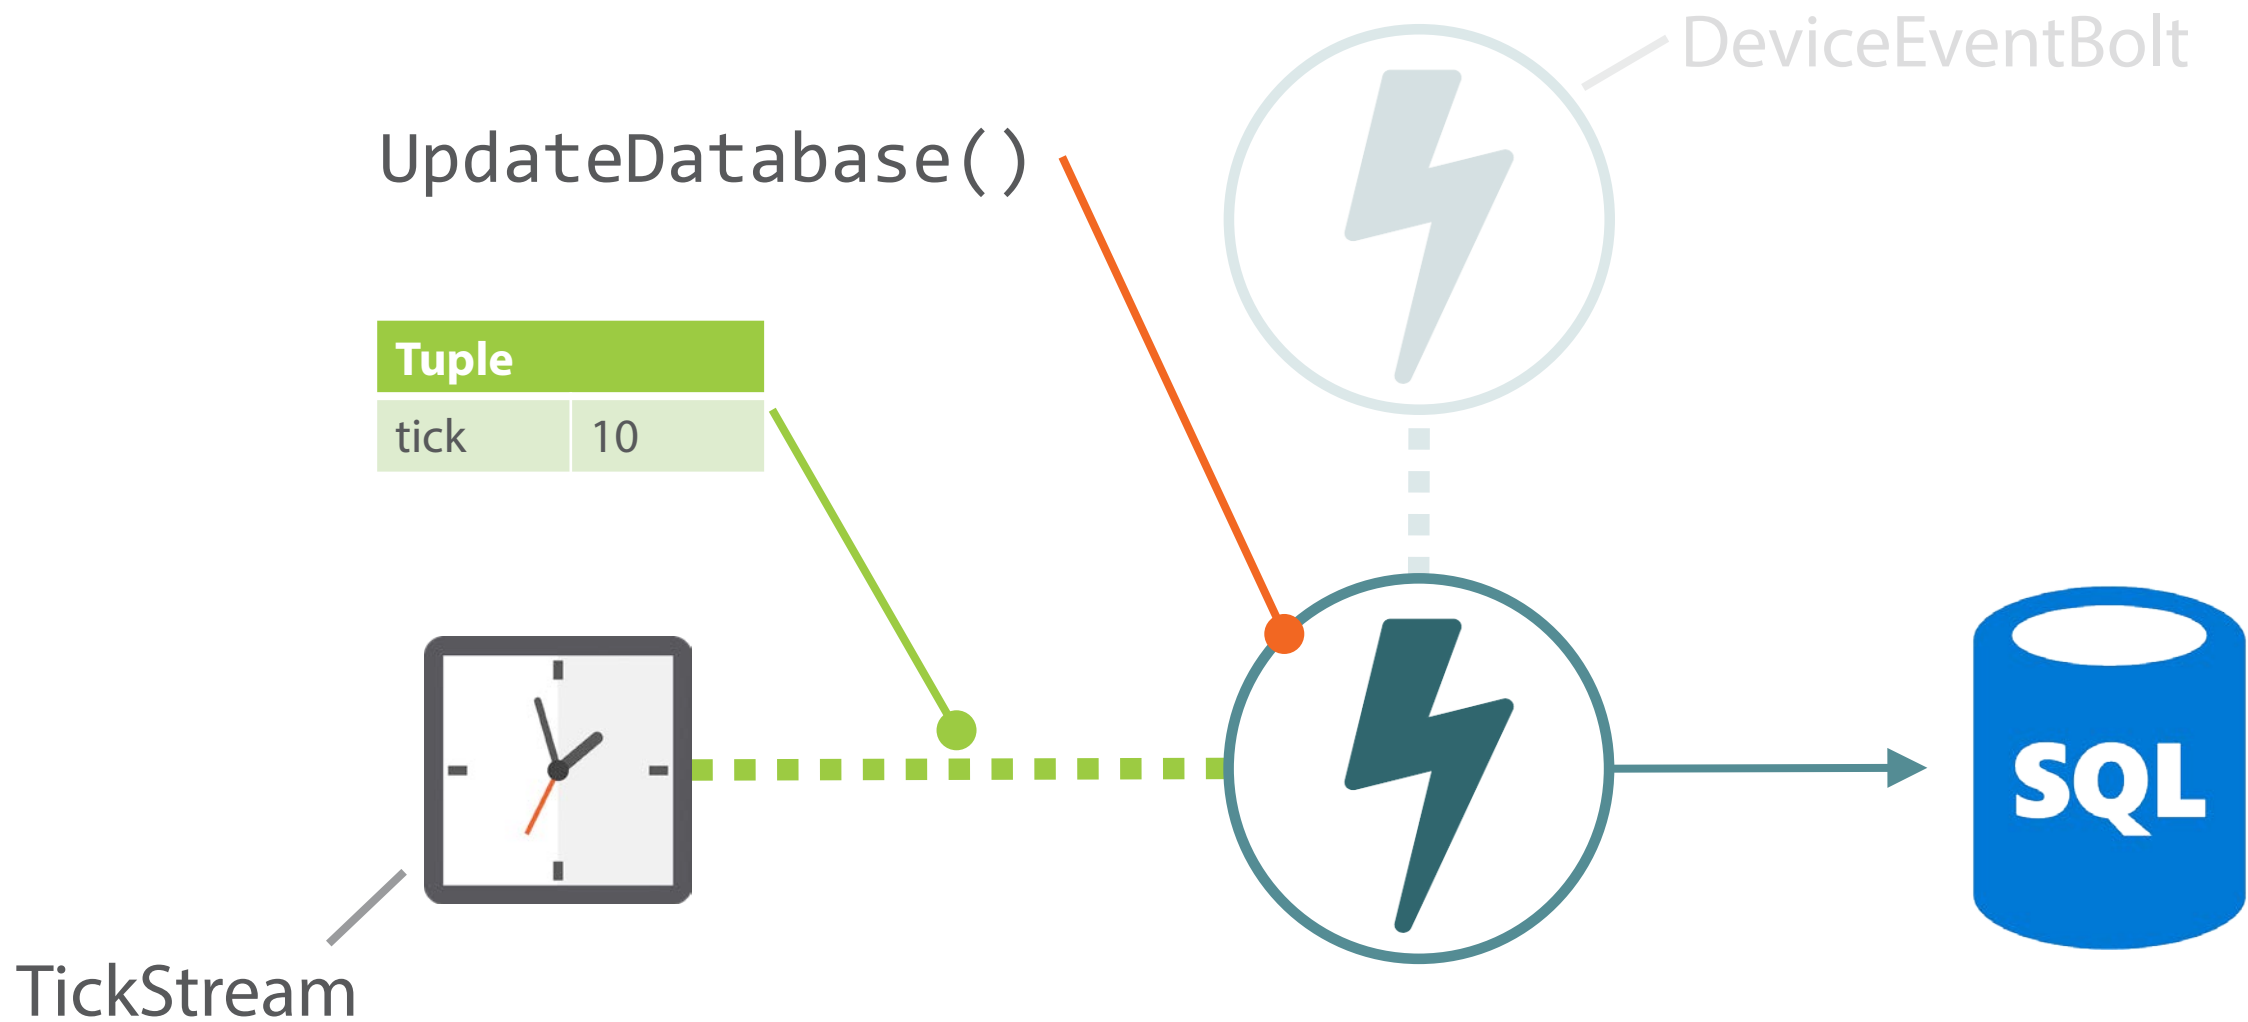 DeviceEventBolt
UpdateDatabase()
Tuple
tick 10
SQL
TickStream